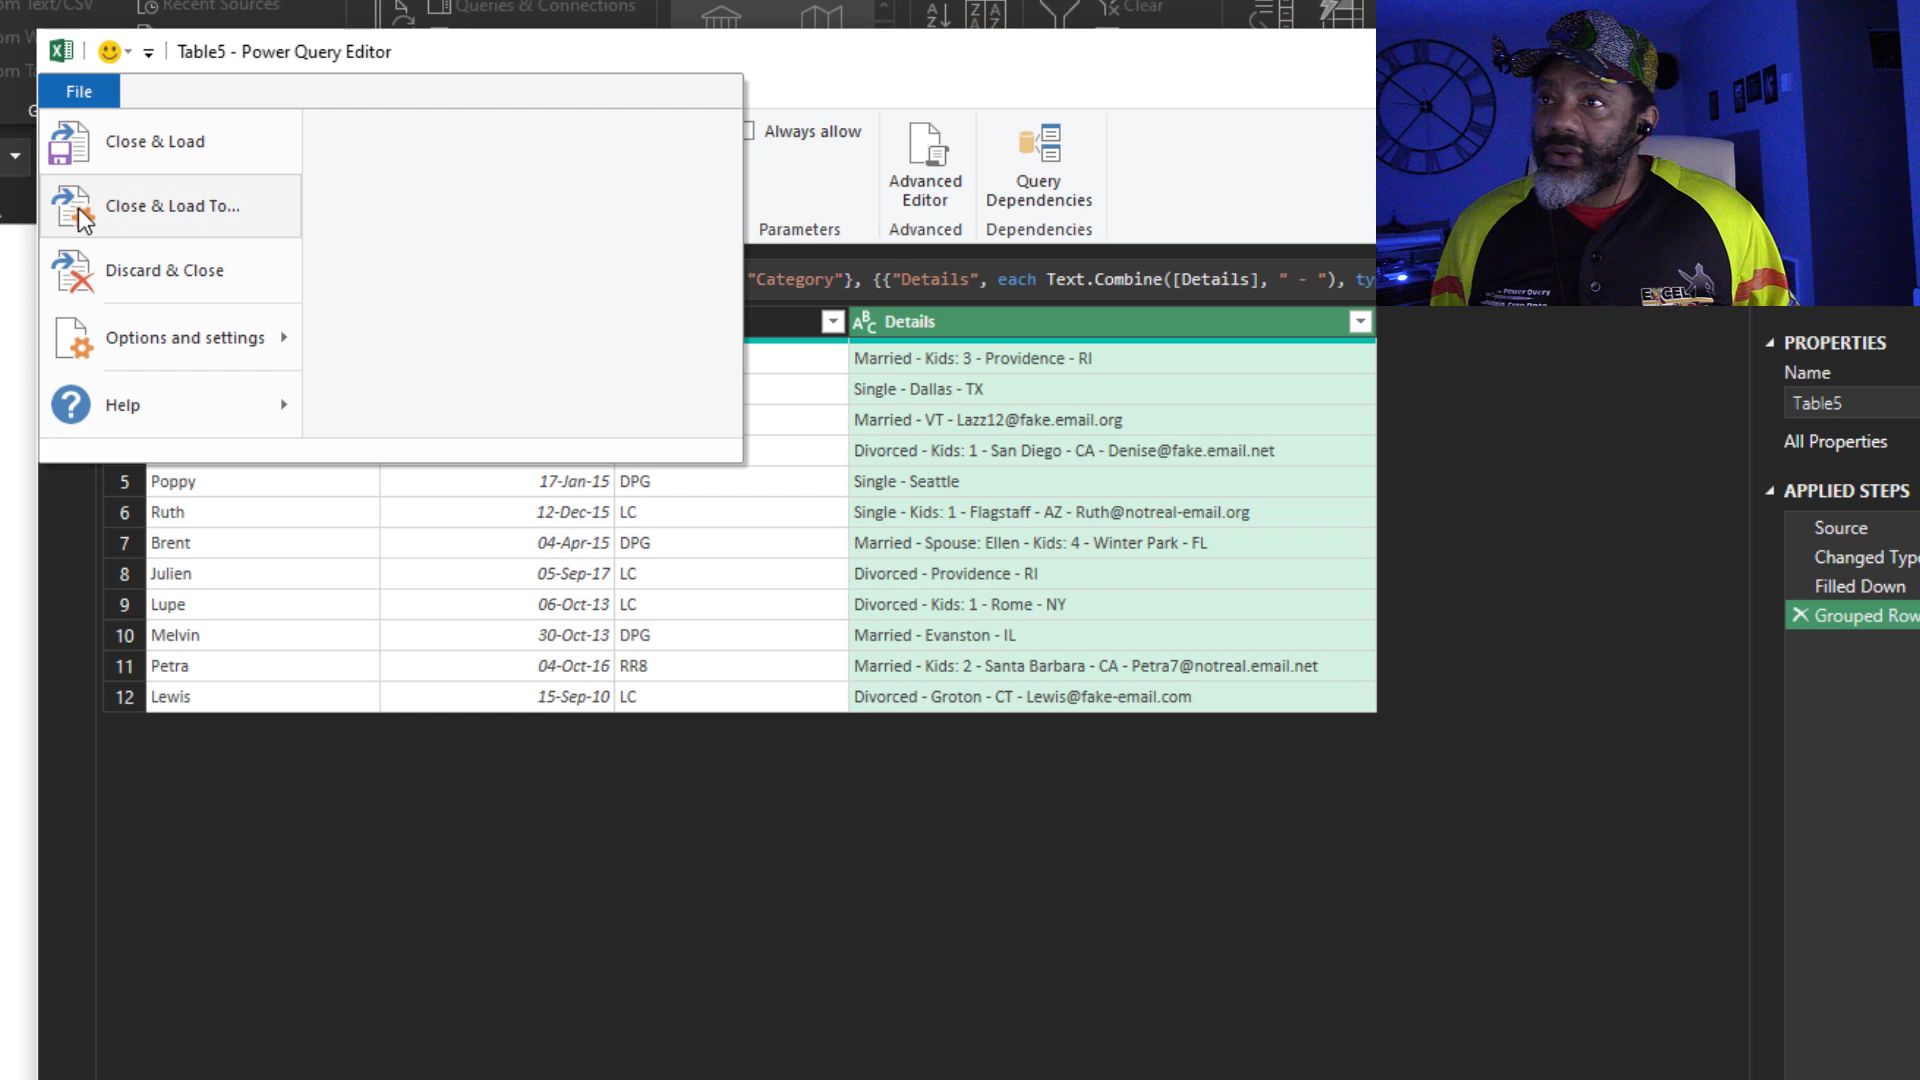 om Text/CSV
Recent Sources
Queries & Connections
Clear
Table5 - Power Query Editor
File
Close & Load
Close & Load To...
Discard & Close
Options and settings
Help
Always allow
Advanced
Editor
Query
Dependencies
Parameters
Advanced
Dependencies
"Category"}, {{"Details", each Text.Combine([Details], " - "), ty
Details
Married - Kids: 3 - Providence - RI
Single - Dallas - TX
Married - VT - Lazz12@fake.email.org
Divorced - Kids: 1 - San Diego - CA - Denise@fake.email.net
5 Poppy 17-Jan-15 DPG Single - Seattle
6 Ruth 12-Dec-15 LC Single - Kids: 1 - Flagstaff - AZ - Ruth@notreal-email.org
7 Brent 04-Apr-15 DPG Married - Spouse: Ellen - Kids: 4 - Winter Park - FL
8 Julien 05-Sep-17 LC Divorced - Providence - RI
9 Lupe 06-Oct-13 LC Divorced - Kids: 1 - Rome - NY
10 Melvin 30-Oct-13 DPG Married - Evanston - IL
11 Petra 04-Oct-16 RR8 Married - Kids: 2 - Santa Barbara - CA - Petra7@notreal.email.net
12 Lewis 15-Sep-10 LC Divorced - Groton - CT - Lewis@fake-email.com
PROPERTIES
Name
Table5
All Properties
APPLIED STEPS
Source
Changed Type
Filled Down
Grouped Row
Power Query
EXCEL